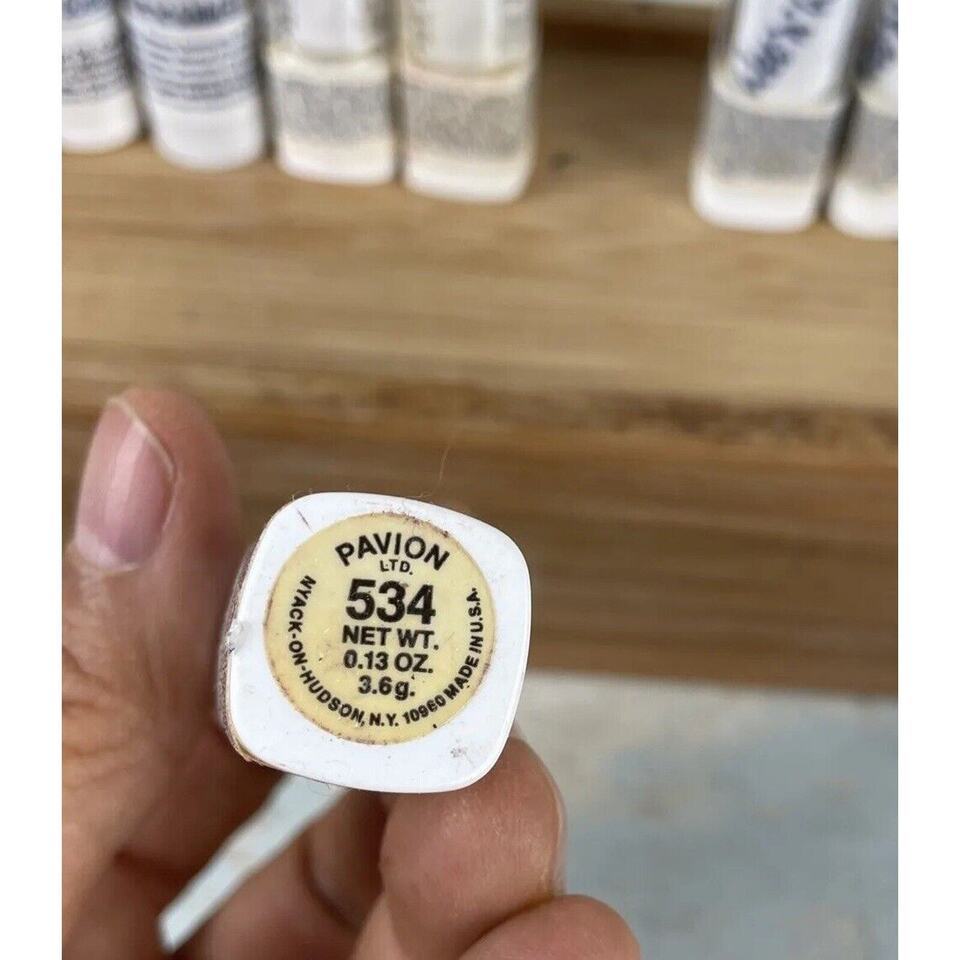 PAVION
LTD.
534
NET WT.
0.13 OZ.
3.6g.
NYACK-ON-HUDSON, N.Y. 10960 MADE IN U.S.A.